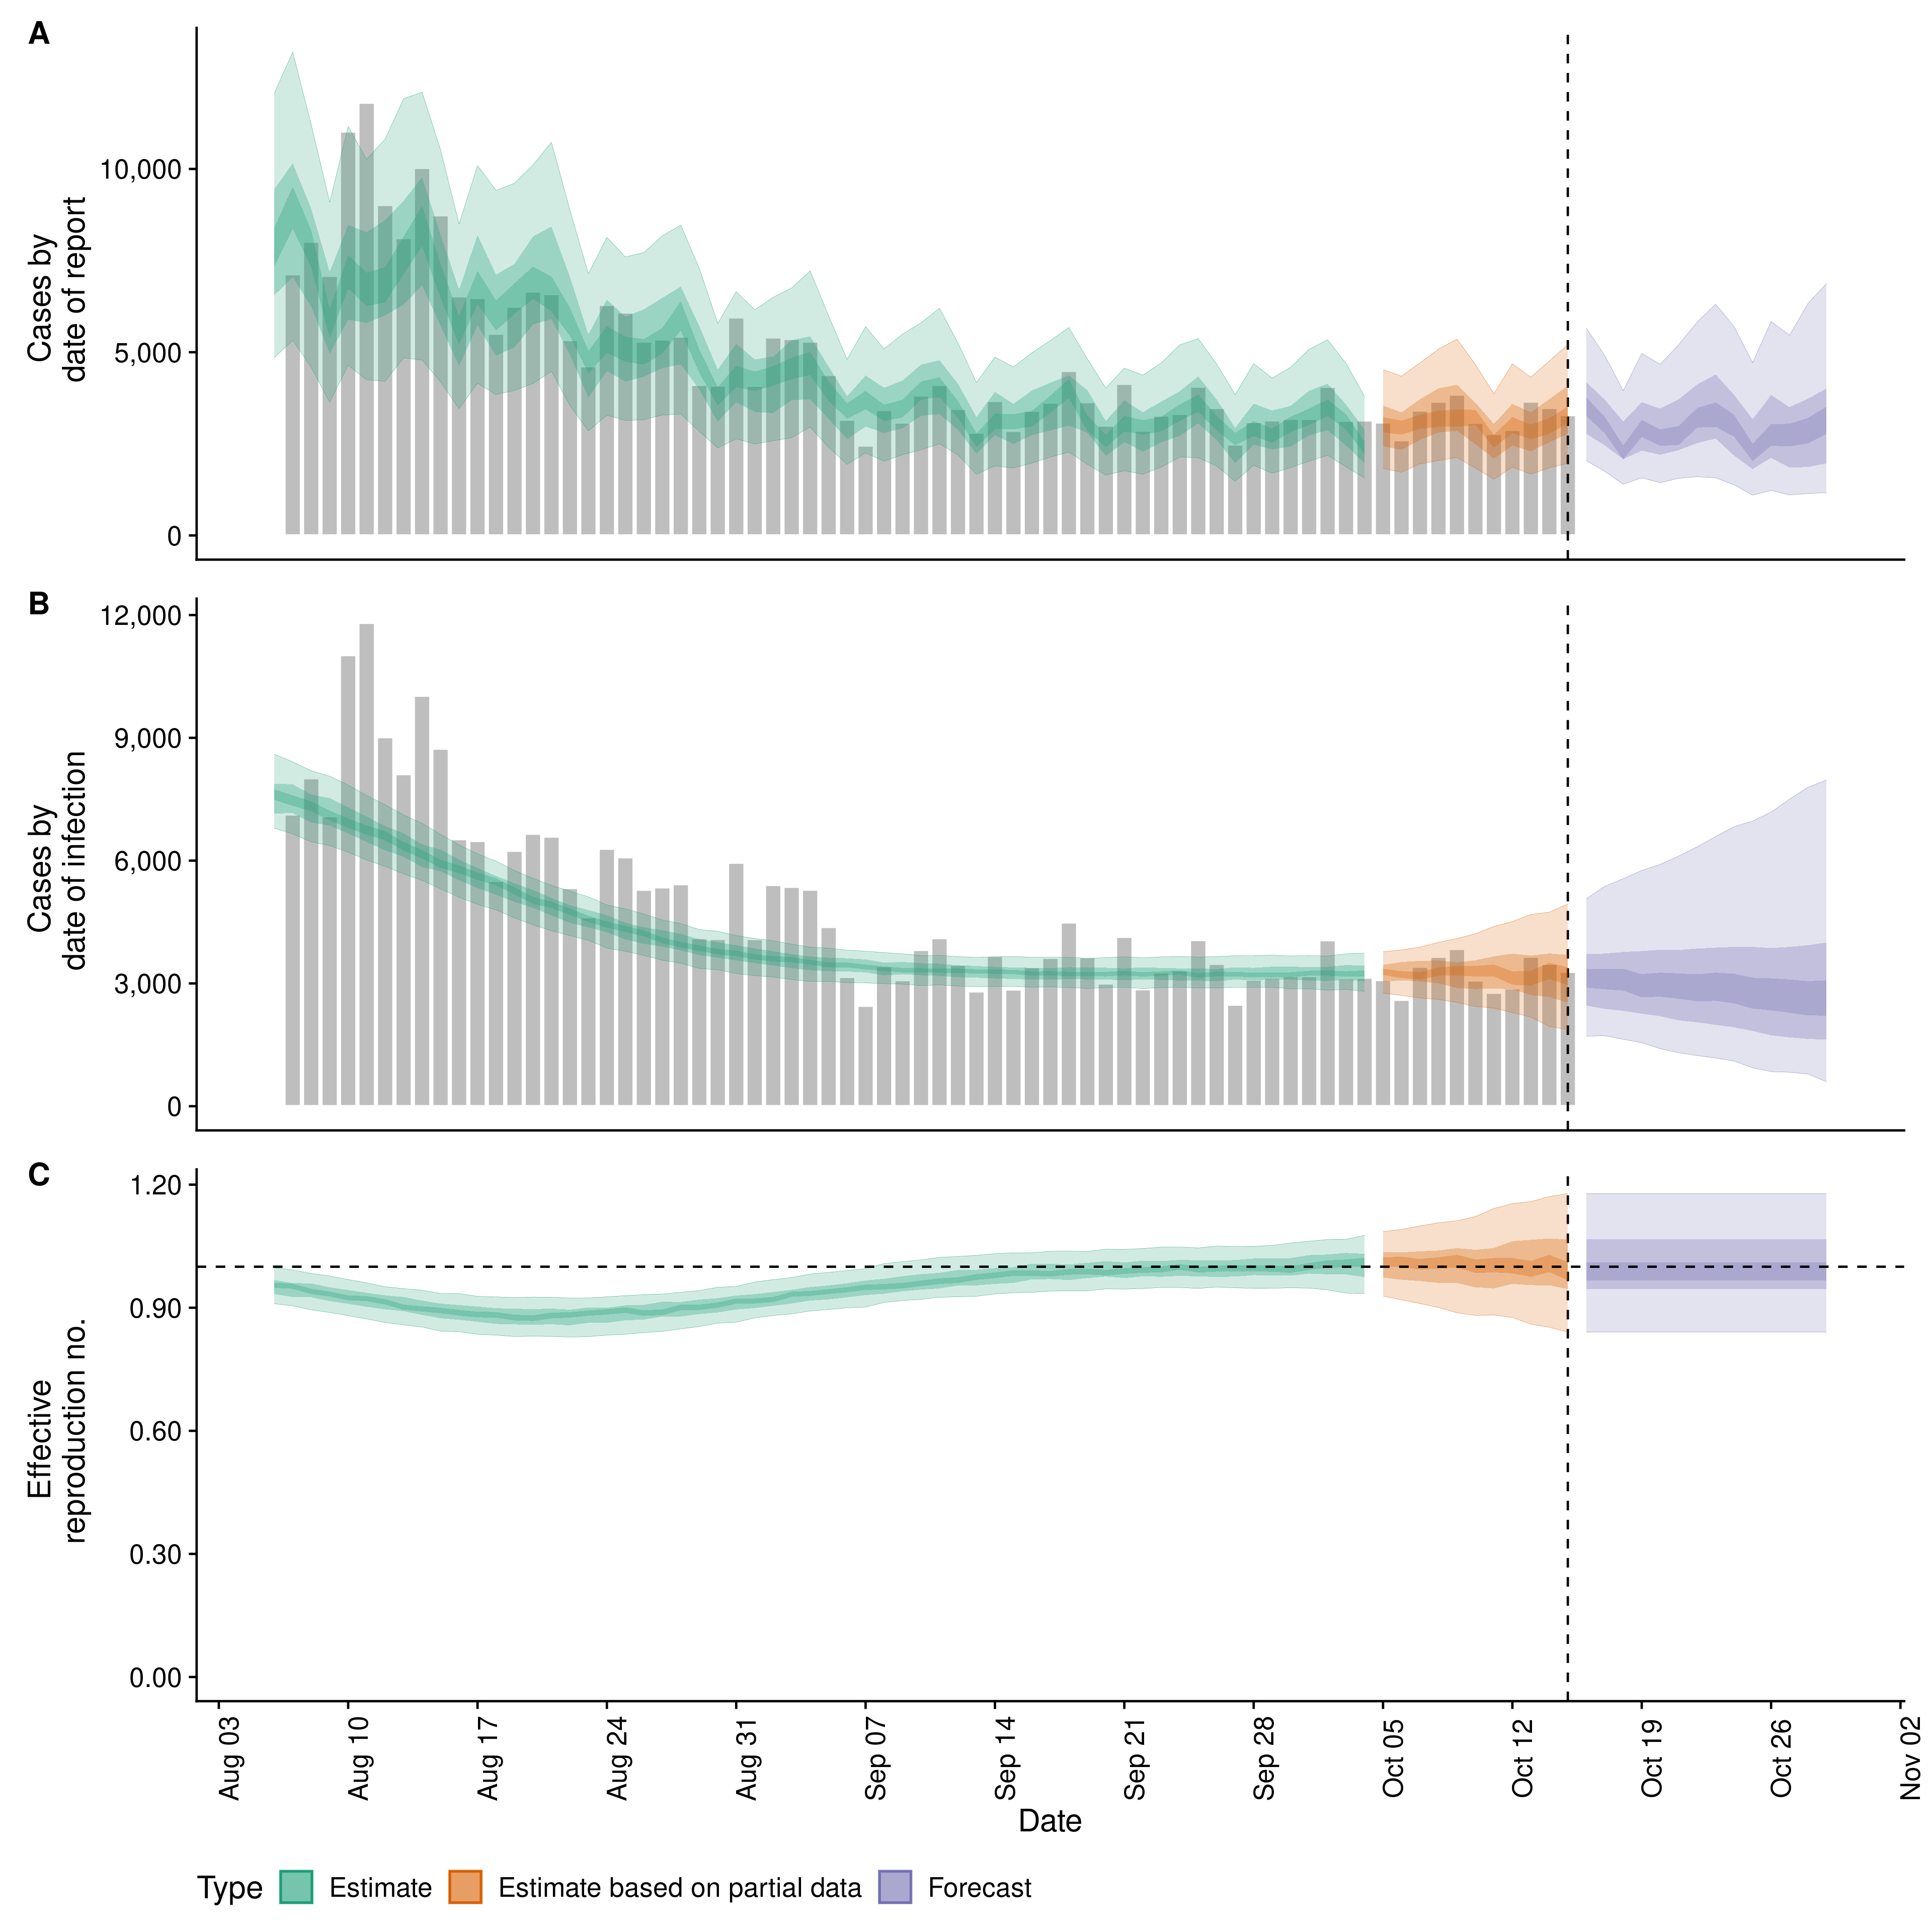 A
Cases by
date of report
10,000
5,000
0
B
Cases by
date of infection
12,000
9,000
6,000
3,000
0
C
Effective
reproduction no.
1.20
0.90
0.60
0.30
0.00
Aug 03
Aug 10
Aug 17
Aug 24
Aug 31
Sep 07
Sep 14
Sep 21
Sep 28
Oct 05
Oct 12
Oct 19
Oct 26
Nov 02
Date
Type Estimate Estimate based on partial data Forecast